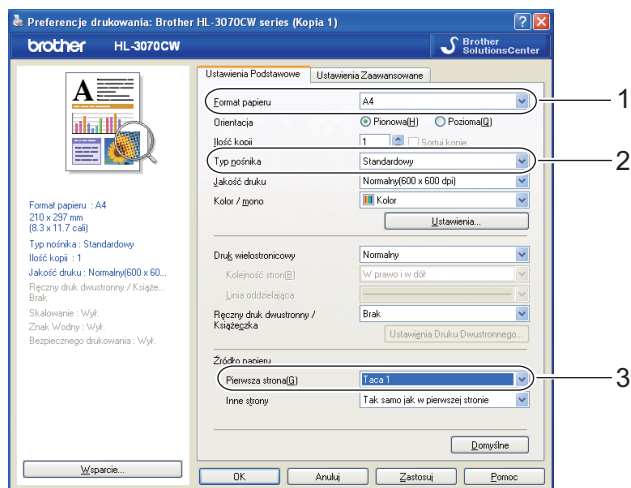 Preferencje drukowania: Brother HL-3070CW series (Kopia 1)
brother HL-3070CW
Brother
SolutionsCenter
Ustawienia Podstawowe Ustawienia Zaawansowane
Format papieru A4
1
Orientacja Pionowa(H) Pozioma(Q)
Ilość kopii 1 Sortuj kopie
Typ nośnika Standardowy
2
Jakość druku Normalny(600 x 600 dpi)
Kolor / mono Kolor
Ustawienia...
Format papieru : A4
210 x 297 mm
(8.3 x 11.7 cali)
Typ nośnika : Standardowy
Ilość kopii : 1
Jakość druku : Normalny(600 x 60...
Ręczny druk dwustronny / Książe...
Brak
Skalowanie : Wył.
Znak Wodny : Wył.
Bezpiecznego drukowania : Wył.
Druk wielostronicowy Normalny
Kolejność stron(B) W prawo i w dół
Linia oddzielająca
Ręczny druk dwustronny /
Książeczka Brak
Ustawienia Druku Dwustronnego...
Źródło papieru
Pierwsza strona(G) Taca 1
3
Inne strony Tak samo jak w pierwszej stronie
Domyślne
Wsparcie...
OK Anuluj Zastosuj Pomoc